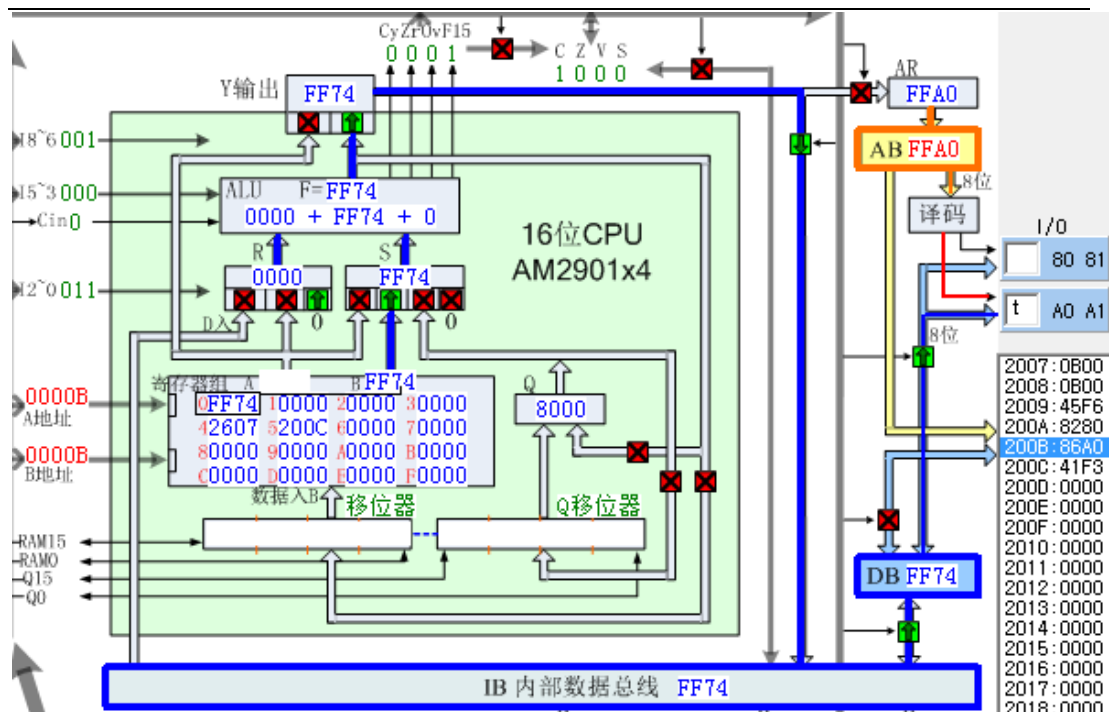 CyZrOvF15
0 0 0 1
C Z V S
1 0 0 0
Y输出
FF74
AR
FFA0
AB FFA0
8位
译码
I/0
80 81
t A0 A1
8位
I8~6 001
I5~3 000
Cin0
I2~0 011
ALU F=FF74
0000 + FF74 + 0
16位CPU
AM2901x4
R
S
0000
FF74
D入
0
0
寄存器组 A B FF74
0FF74 10000 20000 30000
42607 5200C 60000 70000
80000 90000 A0000 B0000
C0000 D0000 E0000 F0000
Q
8000
0000B
A地址
0000B
B地址
数据入B
移位器
Q移位器
RAM15
RAM0
Q15
Q0
DB FF74
IB 内部数据总线 FF74
2007:0B00
2008:0B00
2009:45F6
200A:8280
200B:86A0
200C:41F3
200D:0000
200E:0000
200F:0000
2010:0000
2011:0000
2012:0000
2013:0000
2014:0000
2015:0000
2016:0000
2017:0000
2018:0000